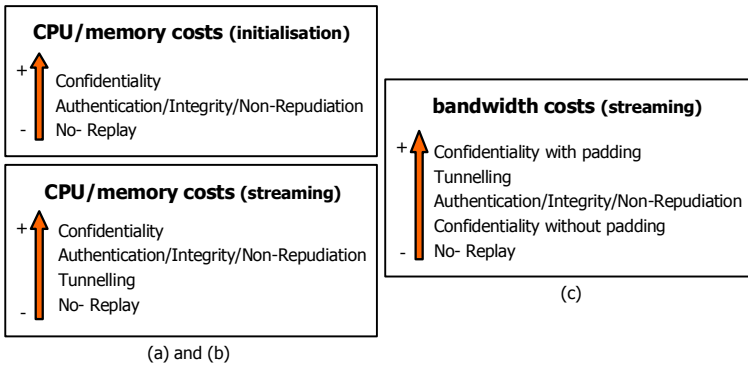 CPU/memory costs (initialisation)
+
Confidentiality
Authentication/Integrity/Non-Repudiation
- No- Replay
CPU/memory costs (streaming)
+ Confidentiality
Authentication/Integrity/Non-Repudiation
Tunnelling
No- Replay
-
(a) and (b)
bandwidth costs (streaming)
+ Confidentiality with padding
Tunnelling
Authentication/Integrity/Non-Repudiation
Confidentiality without padding
- No- Replay
(c)